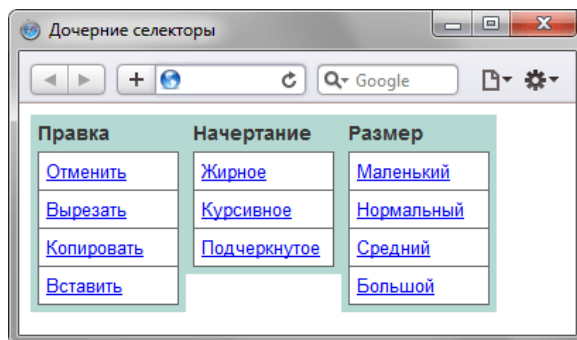 Дочерние селекторы
Google
Правка Начертание Размер
Отменить Жирное Маленький
Вырезать Курсивное Нормальный
Копировать Подчеркнутое Средний
Вставить Большой